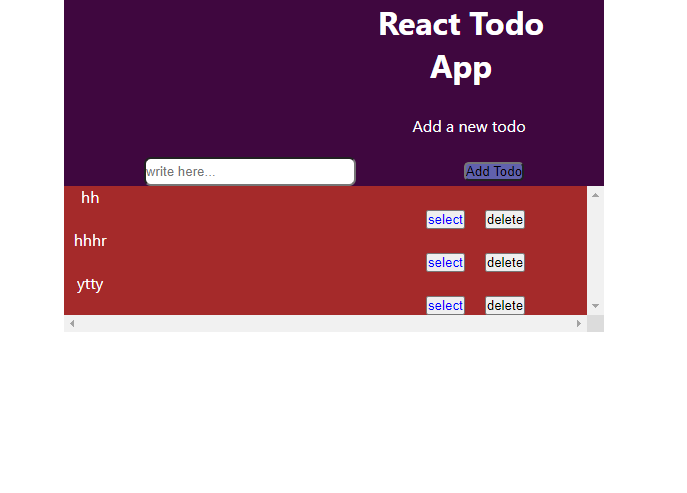 React Todo
App
Add a new todo
write here...
Add Todo
hh
select
delete
hhhr
select
delete
ytty
select
delete